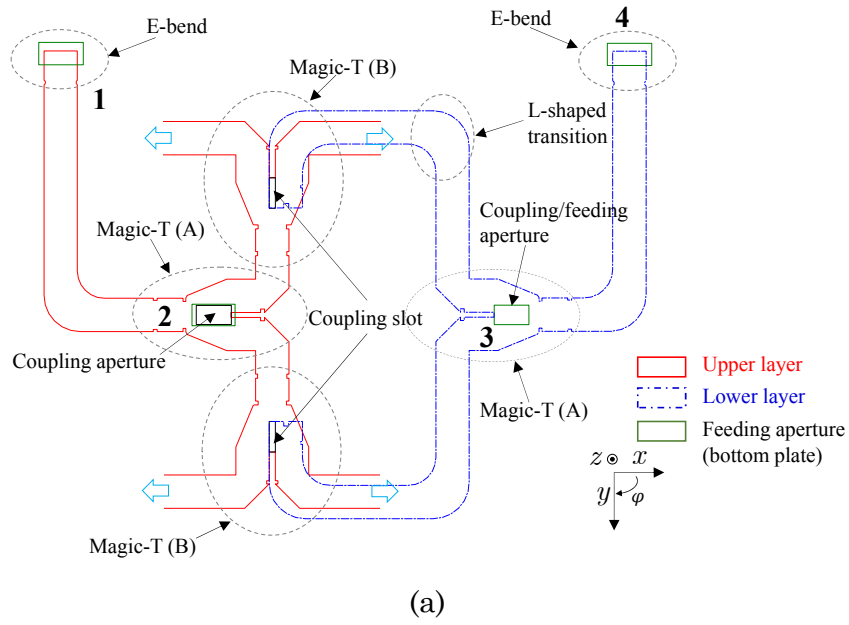 E-bend
4
E-bend
1
Magic-T (B)
L-shaped
transition
Coupling/feeding
aperture
Magic-T (A)
2
Coupling aperture
Coupling slot
3
Magic-T (A)
Upper layer
Lower layer
Feeding aperture
(bottom plate)
z x
y φ
Magic-T (B)
(a)